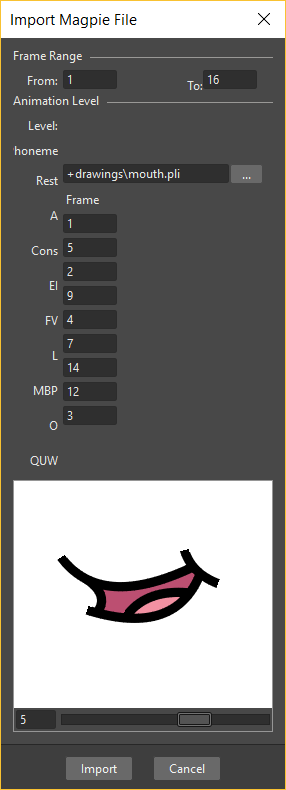 Import Magpie File
Frame Range
From: 1 To: 16
Animation Level
Level:
honeme
Rest +drawings\mouth.pli ...
Frame
A 1
Cons 5
2
EI 9
FV 4
7
L 14
MBP 12
O 3
QUW
5
Import Cancel